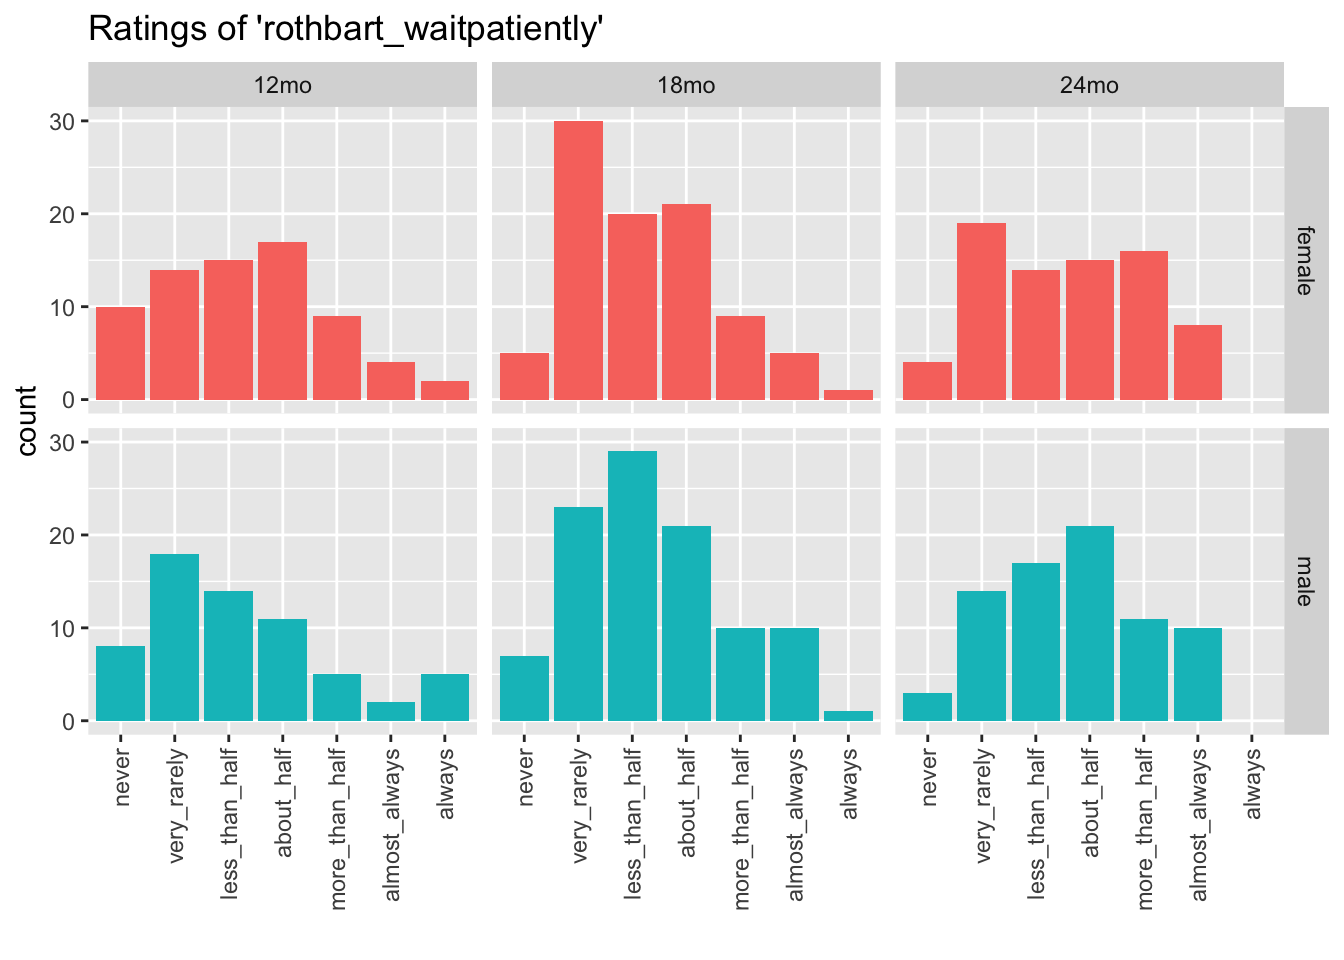 Ratings of 'rothbart_waitpatiently'
12mo 18mo 24mo
30
20
10
0
female
count
30
20
10
0
male
never very_rarely less_than_half about_half more_than_half almost_always always never very_rarely less_than_half about_half more_than_half almost_always always never very_rarely less_than_half about_half more_than_half almost_always always